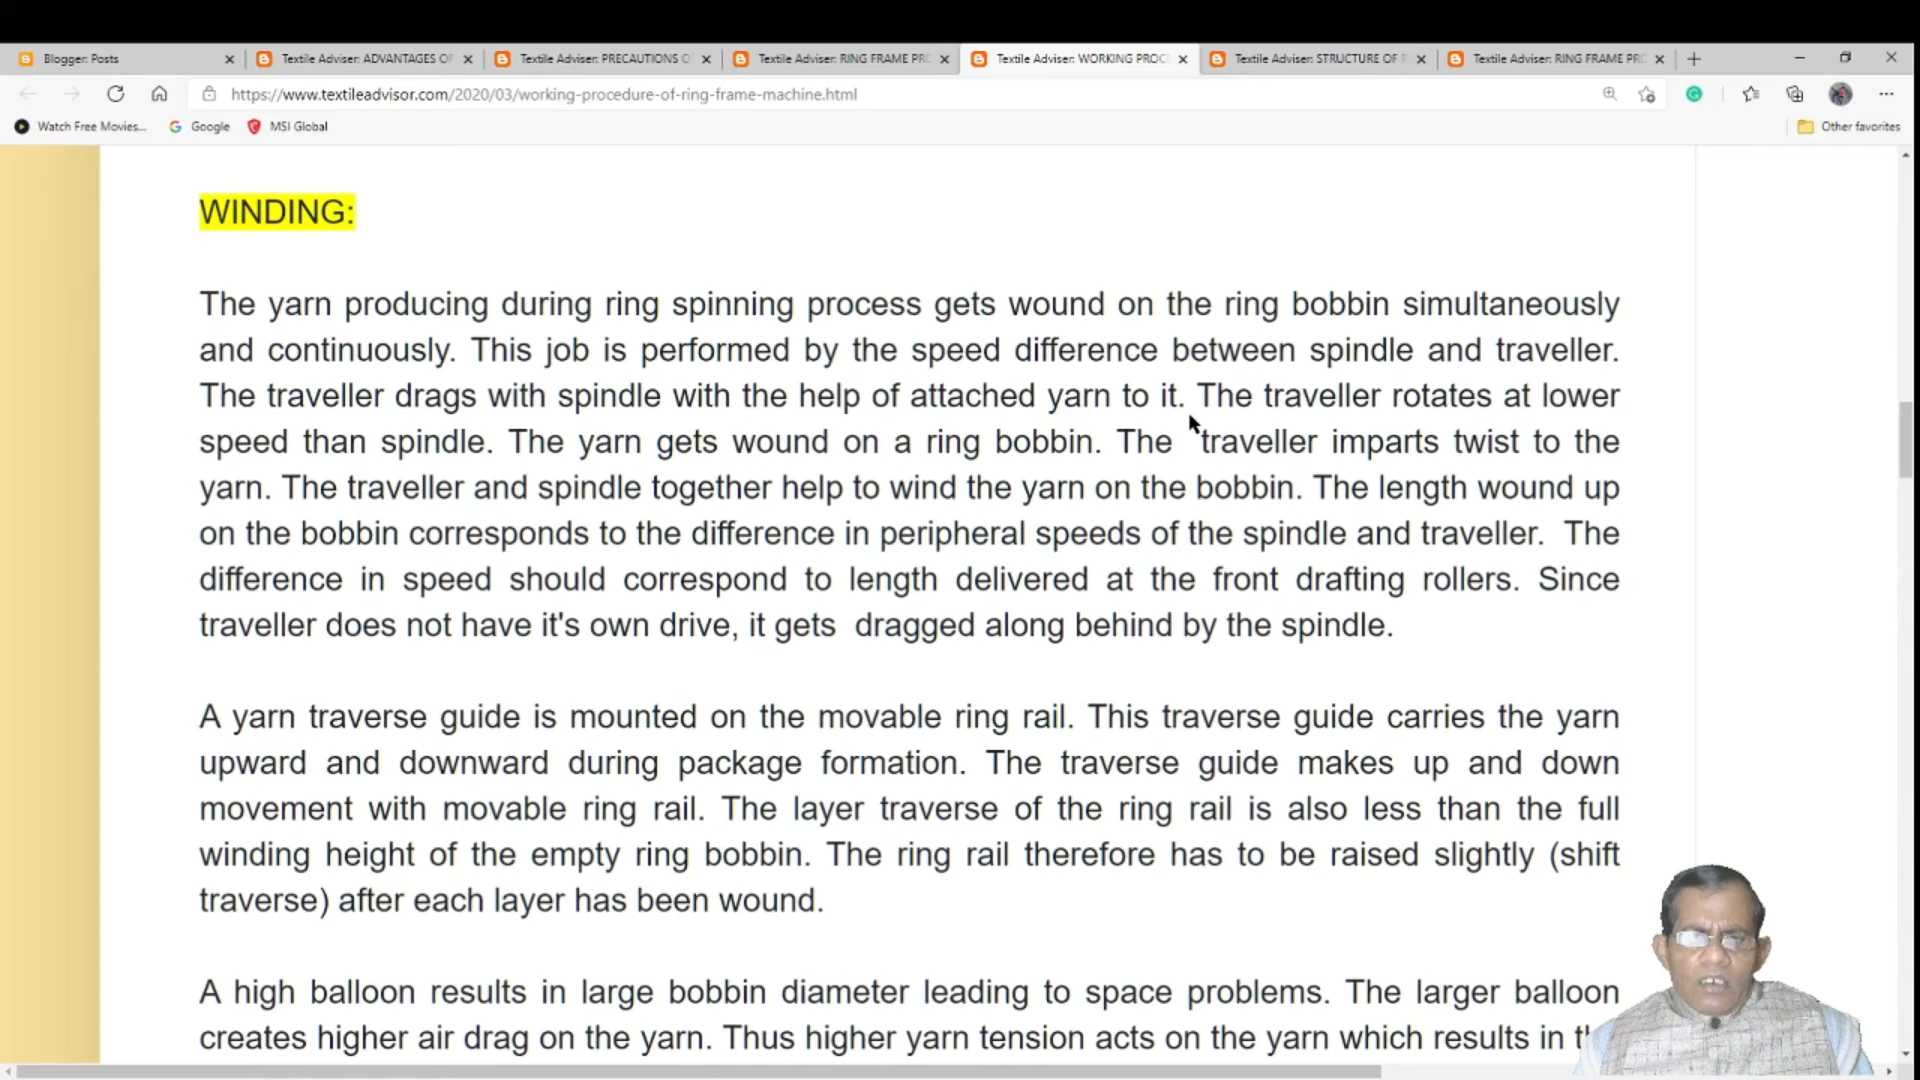 Blogger: Posts
Textile Adviser: ADVANTAGES OF
Textile Adviser: PRECAUTIONS O
Textile Adviser: RING FRAME PR
Textile Adviser: WORKING PROC
Textile Adviser: STRUCTURE OF R
Textile Adviser: RING FRAME PR
https://www.textileadvisor.com/2020/03/working-procedure-of-ring-frame-machine.html
Watch Free Movies...
Google
MSI Global
Other favorites
WINDING:
The yarn producing during ring spinning process gets wound on the ring bobbin simultaneously
and continuously. This job is performed by the speed difference between spindle and traveller.
The traveller drags with spindle with the help of attached yarn to it. The traveller rotates at lower
speed than spindle. The yarn gets wound on a ring bobbin. The traveller imparts twist to the
yarn. The traveller and spindle together help to wind the yarn on the bobbin. The length wound up
on the bobbin corresponds to the difference in peripheral speeds of the spindle and traveller. The
difference in speed should correspond to length delivered at the front drafting rollers. Since
traveller does not have it's own drive, it gets dragged along behind by the spindle.
A yarn traverse guide is mounted on the movable ring rail. This traverse guide carries the yarn
upward and downward during package formation. The traverse guide makes up and down
movement with movable ring rail. The layer traverse of the ring rail is also less than the full
winding height of the empty ring bobbin. The ring rail therefore has to be raised slightly (shift
traverse) after each layer has been wound.
A high balloon results in large bobbin diameter leading to space problems. The larger balloon
creates higher air drag on the yarn. Thus higher yarn tension acts on the yarn which results in